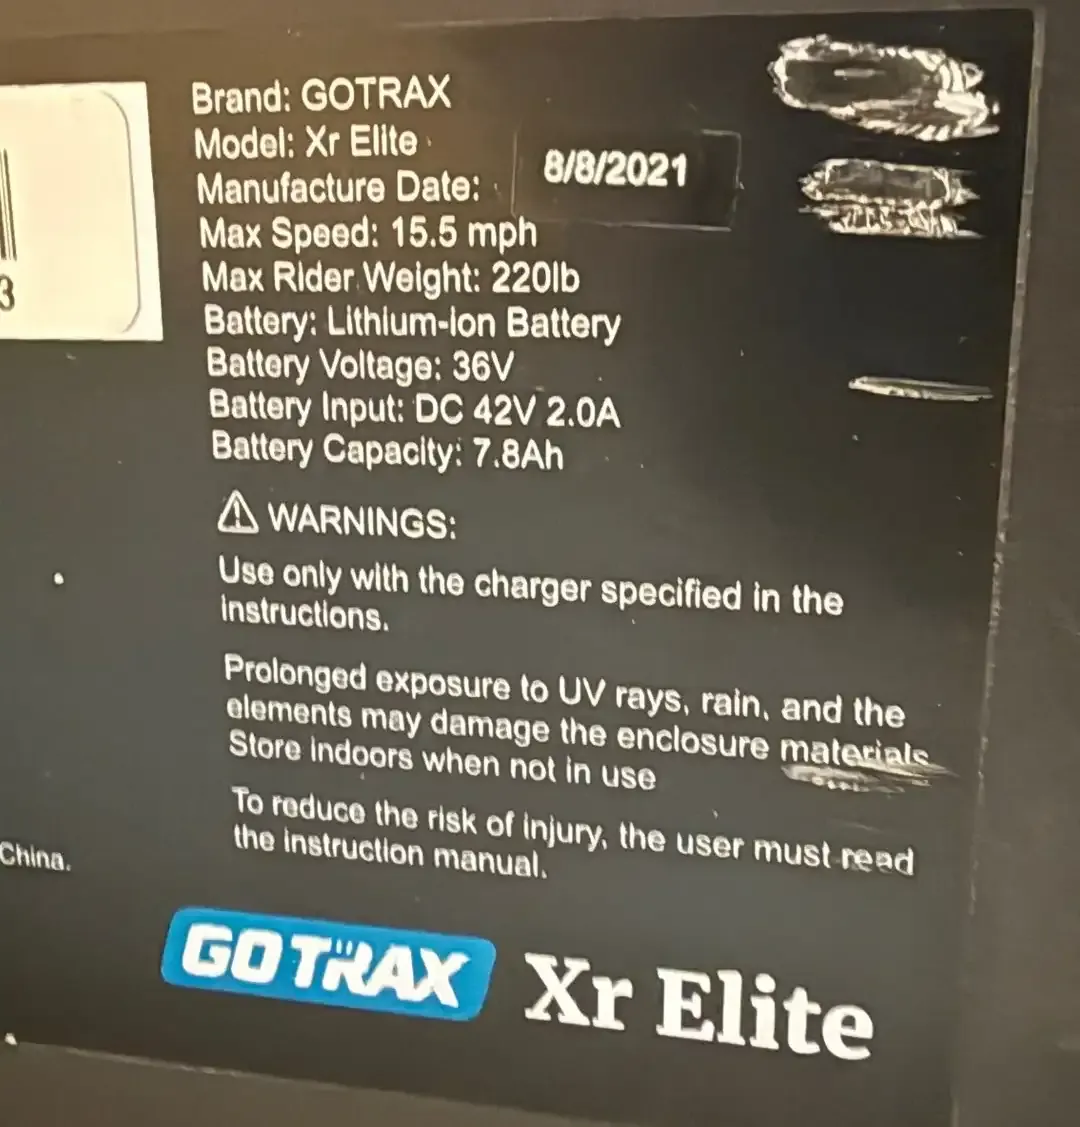 Brand: GOTRAX
Model: Xr Elite
Manufacture Date: 8/8/2021
Max Speed: 15.5 mph
Max Rider Weight: 220lb
Battery: Lithium-Ion Battery
Battery Voltage: 36V
Battery Input: DC 42V 2.0A
Battery Capacity: 7.8Ah
3
⚠ WARNINGS:
Use only with the charger specified in the
instructions.
Prolonged exposure to UV rays, rain, and the
elements may damage the enclosure materials
Store indoors when not in use
To reduce the risk of injury, the user must read
the instruction manual.
China.
GOTRAX Xr Elite